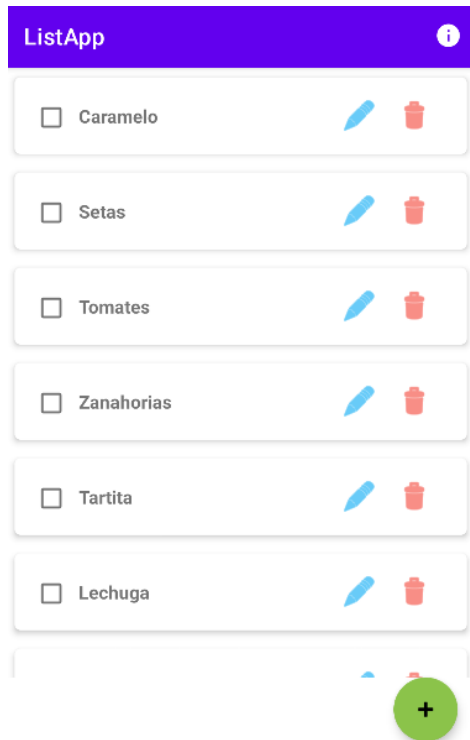 ListApp
Caramelo
Setas
Tomates
Zanahorias
Tartita
Lechuga
+